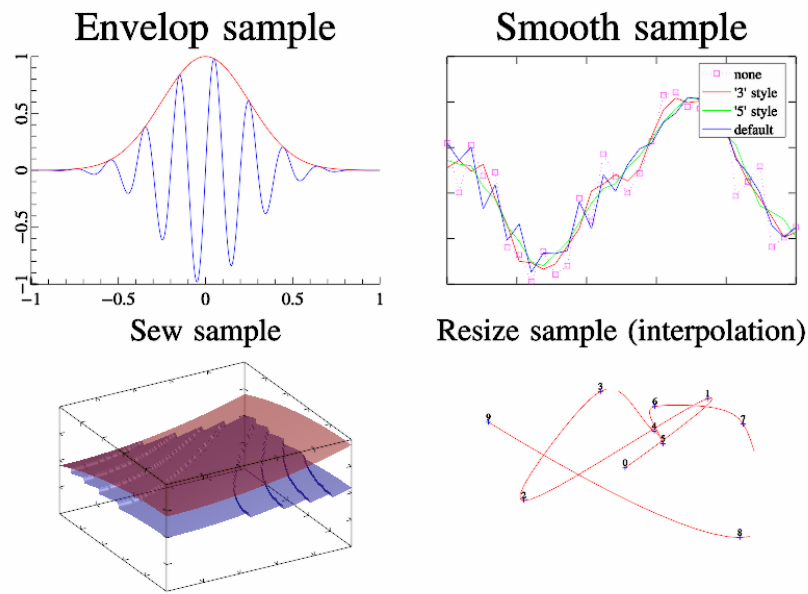 Envelop sample
Smooth sample
1
0.5
0
−0.5
−1
−1
−0.5
0
0.5
1
none
'3' style
'5' style
default
Sew sample
Resize sample (interpolation)
3
1
6
9
7
4
5
0
2
8